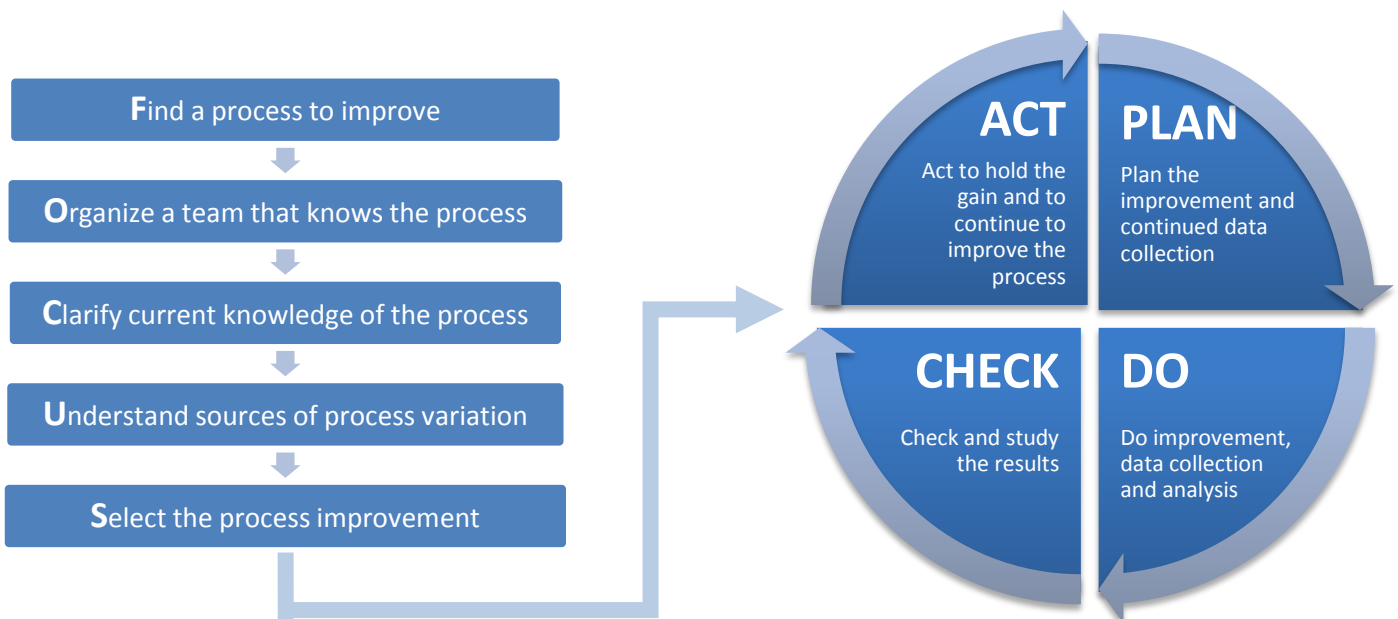 Find a process to improve
Organize a team that knows the process
Clarify current knowledge of the process
Understand sources of process variation
Select the process improvement
ACT
Act to hold the
gain and to
continue to
improve the
process
PLAN
Plan the
improvement and
continued data
collection
CHECK
Check and study
the results
DO
Do improvement,
data collection
and analysis